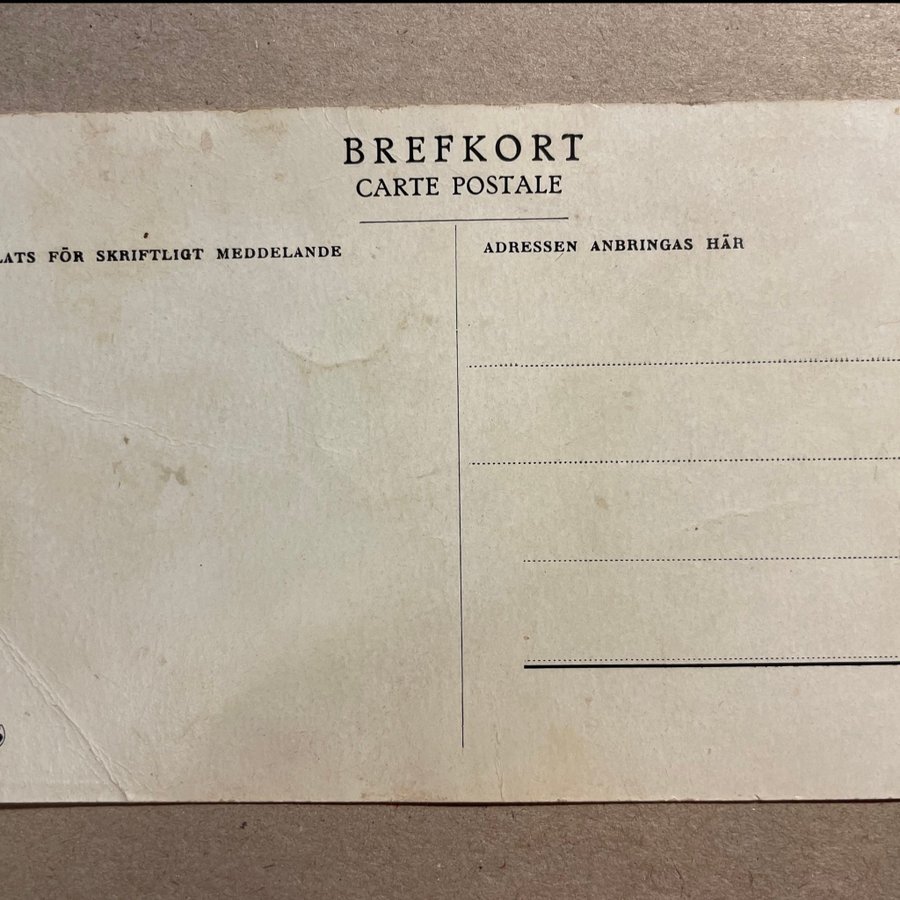 BREFKORT
CARTE POSTALE
LATS FÖR SKRIFTLIGT MEDDELANDE
ADRESSEN ANBRINGAS HÄR